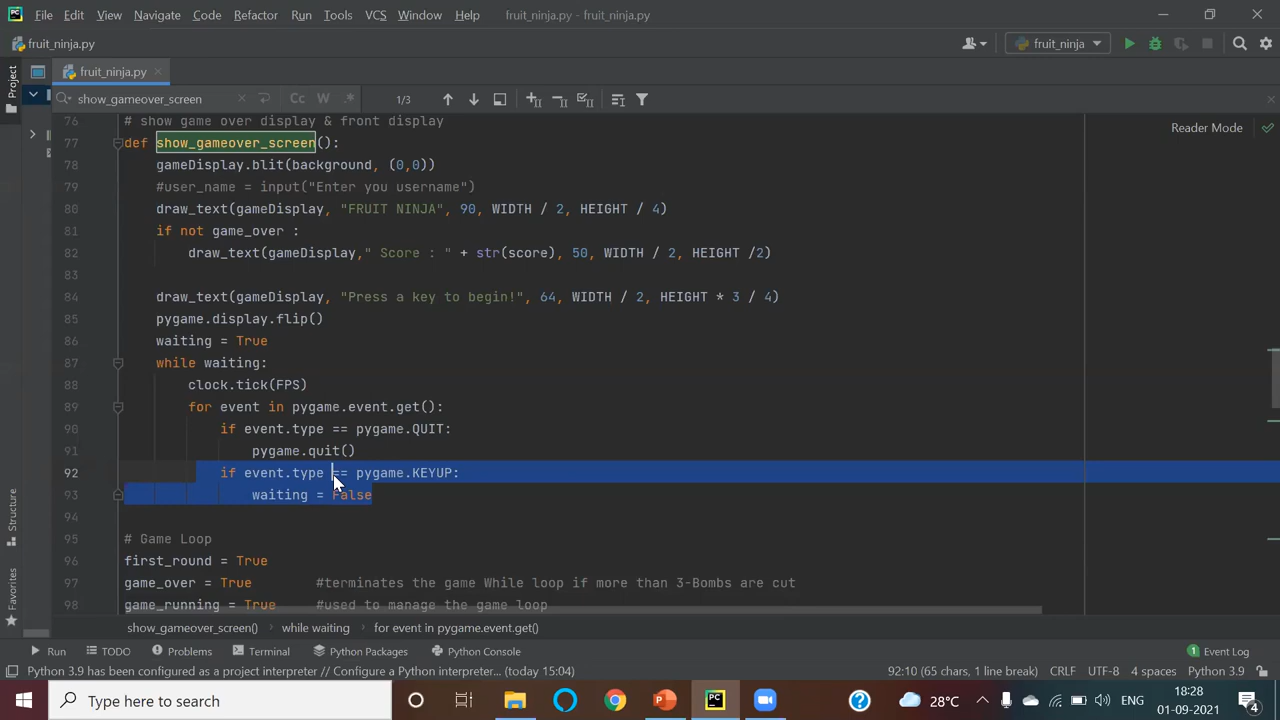 PC File Edit View Navigate Code Refactor Run Tools VCS Window Help fruit_ninja.py - fruit_ninja.py
fruit_ninja.py fruit_ninja
fruit_ninja.py
show_gameover_screen Cc W .* 1/3
Reader Mode
Project
76 # show game over display & front display
77 def show_gameover_screen():
78 gameDisplay.blit(background, (0,0))
79 #user_name = input("Enter you username")
80 draw_text(gameDisplay, "FRUIT NINJA", 90, WIDTH / 2, HEIGHT / 4)
81 if not game_over :
82 draw_text(gameDisplay," Score : " + str(score), 50, WIDTH / 2, HEIGHT /2)
83
84 draw_text(gameDisplay, "Press a key to begin!", 64, WIDTH / 2, HEIGHT * 3 / 4)
85 pygame.display.flip()
86 waiting = True
87 while waiting:
88 clock.tick(FPS)
89 for event in pygame.event.get():
90 if event.type == pygame.QUIT:
91 pygame.quit()
92 if event.type == pygame.KEYUP:
93 waiting = False
94
95 # Game Loop
96 first_round = True
97 game_over = True #terminates the game While loop if more than 3-Bombs are cut
98 game_running = True #used to manage the game loop
Structure
Favorites
show_gameover_screen() while waiting for event in pygame.event.get()
Run TODO Problems Terminal Python Packages Python Console 1 Event Log
Python 3.9 has been configured as a project interpreter // Configure a Python interpreter... (today 15:04) 92:10 (65 chars, 1 line break) CRLF UTF-8 4 spaces Python 3.9
Type here to search 28°C ENG 18:28 01-09-2021 4